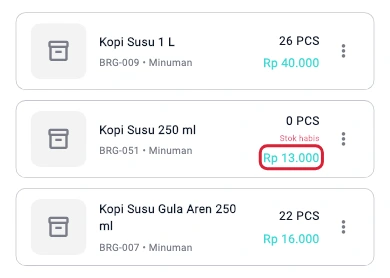 Kopi Susu 1 L
26 PCS
BRG-009 • Minuman
Rp 40.000
Kopi Susu 250 ml
0 PCS
Stok habis
BRG-051 • Minuman
Rp 13.000
Kopi Susu Gula Aren 250
ml
22 PCS
BRG-007 • Minuman
Rp 16.000